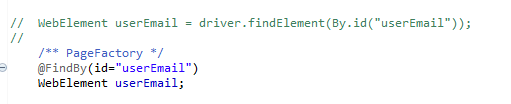 //  WebElement userEmail = driver.findElement(By.id("userEmail"));
//
/** PageFactory */
@FindBy(id="userEmail")
WebElement userEmail;